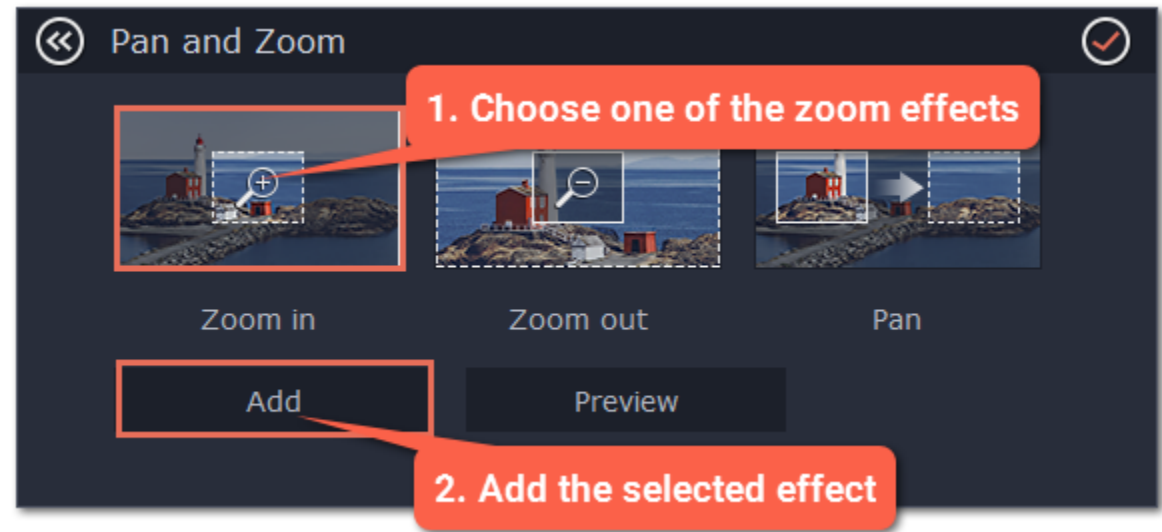 Pan and Zoom
1. Choose one of the zoom effects
Zoom in
Zoom out
Pan
Add
Preview
2. Add the selected effect